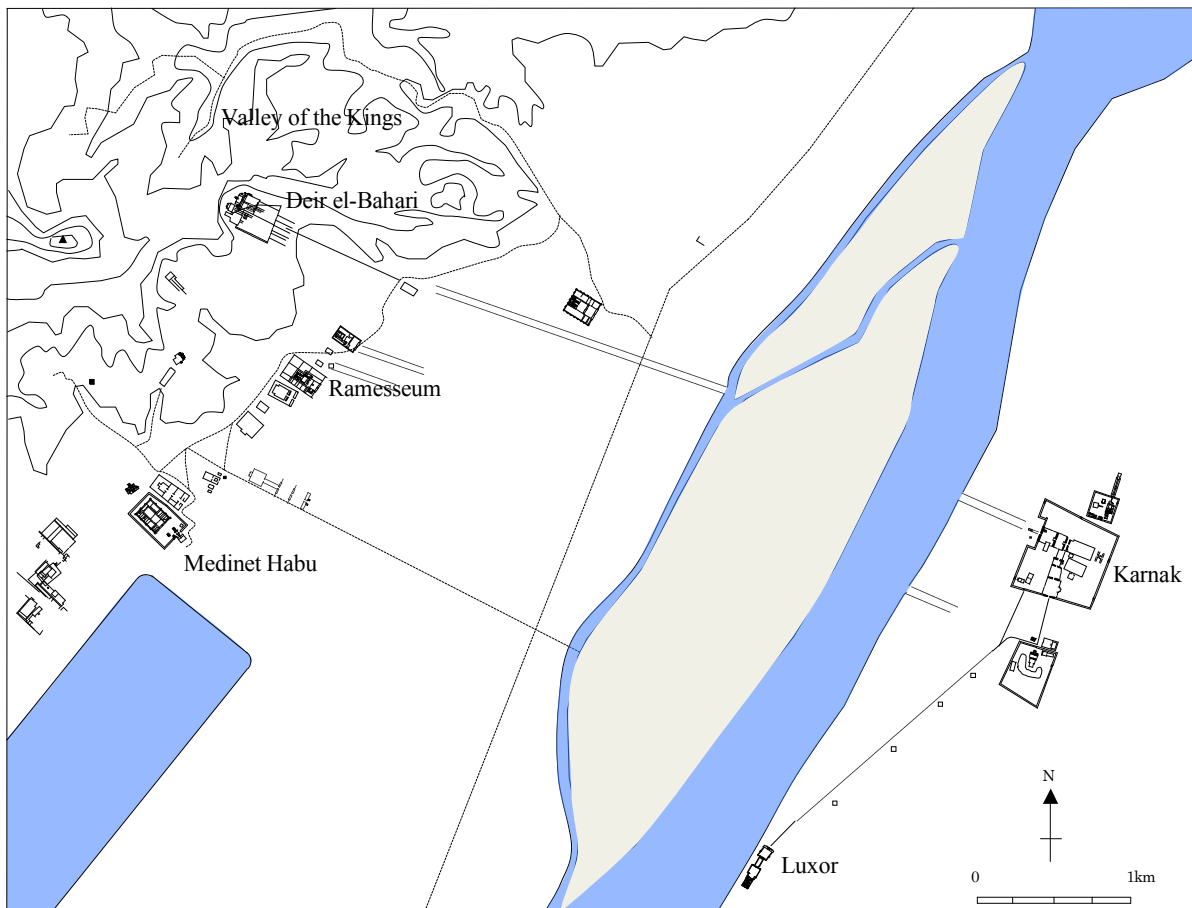 Valley of the Kings
Deir el-Bahari
Ramesseum
Medinet Habu
Karnak
Luxor
N
0 1km